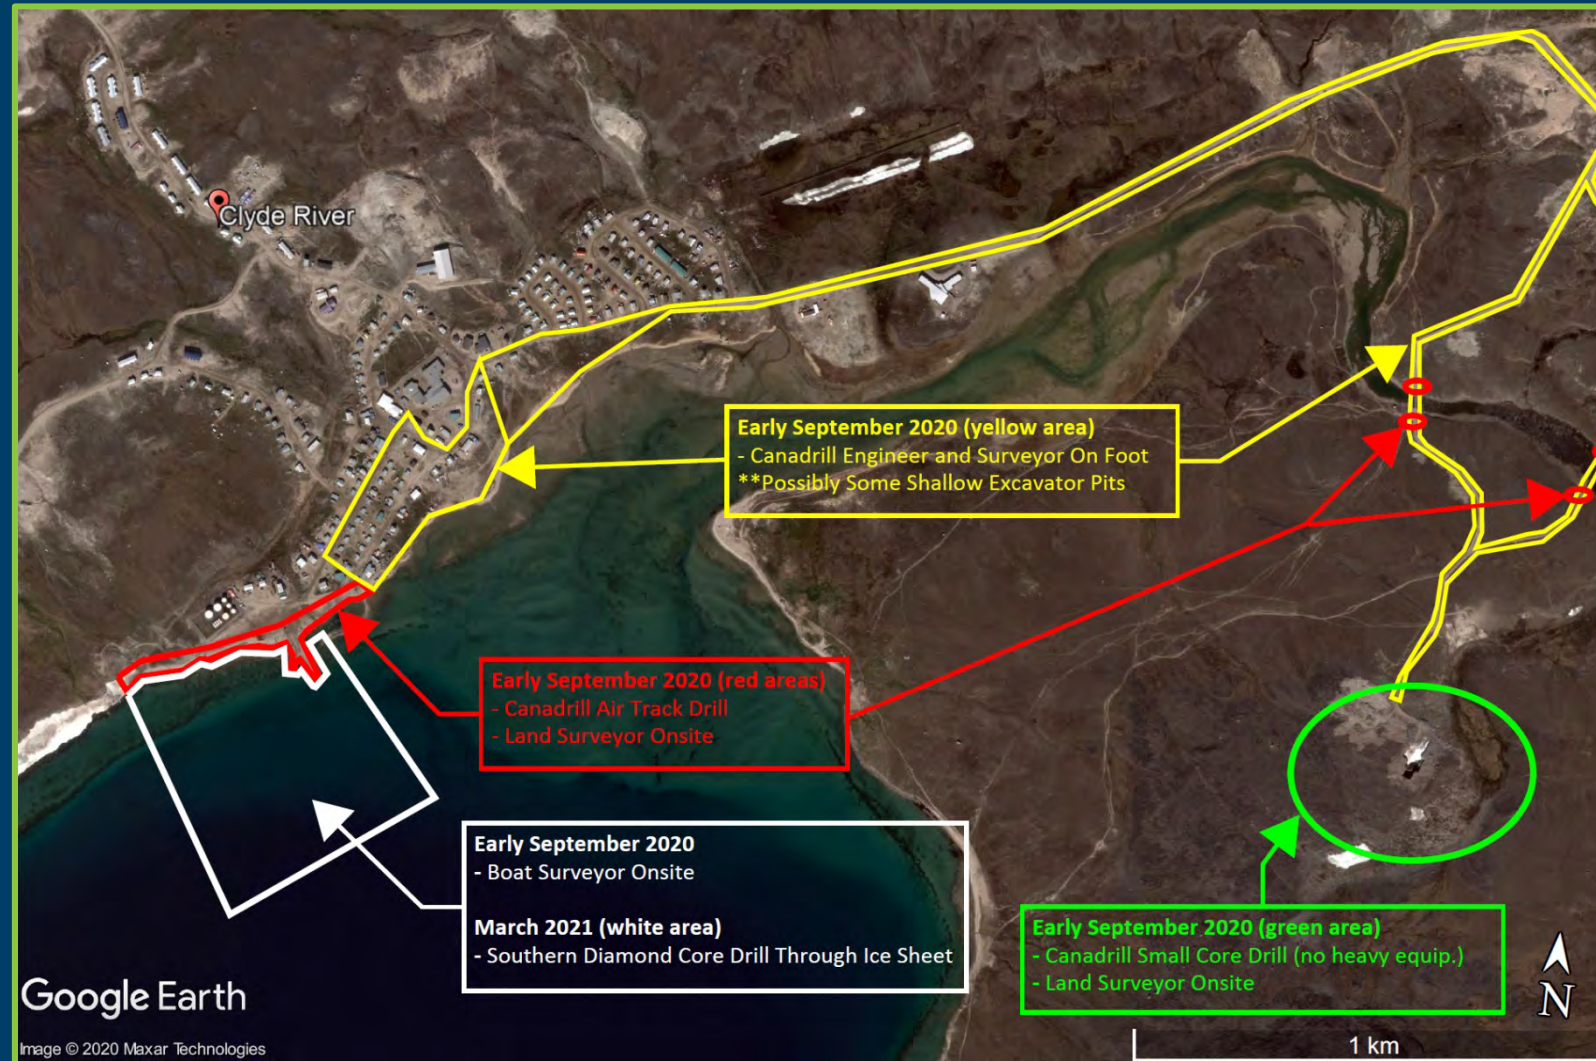 Clyde River
Early September 2020 (yellow area)
- Canadrill Engineer and Surveyor On Foot
**Possibly Some Shallow Excavator Pits
Early September 2020 (red areas)
- Canadrill Air Track Drill
- Land Surveyor Onsite
Early September 2020
- Boat Surveyor Onsite
March 2021 (white area)
- Southern Diamond Core Drill Through Ice Sheet
Early September 2020 (green area)
- Canadrill Small Core Drill (no heavy equip.)
- Land Surveyor Onsite
N
Google Earth
Image © 2020 Maxar Technologies
1 km